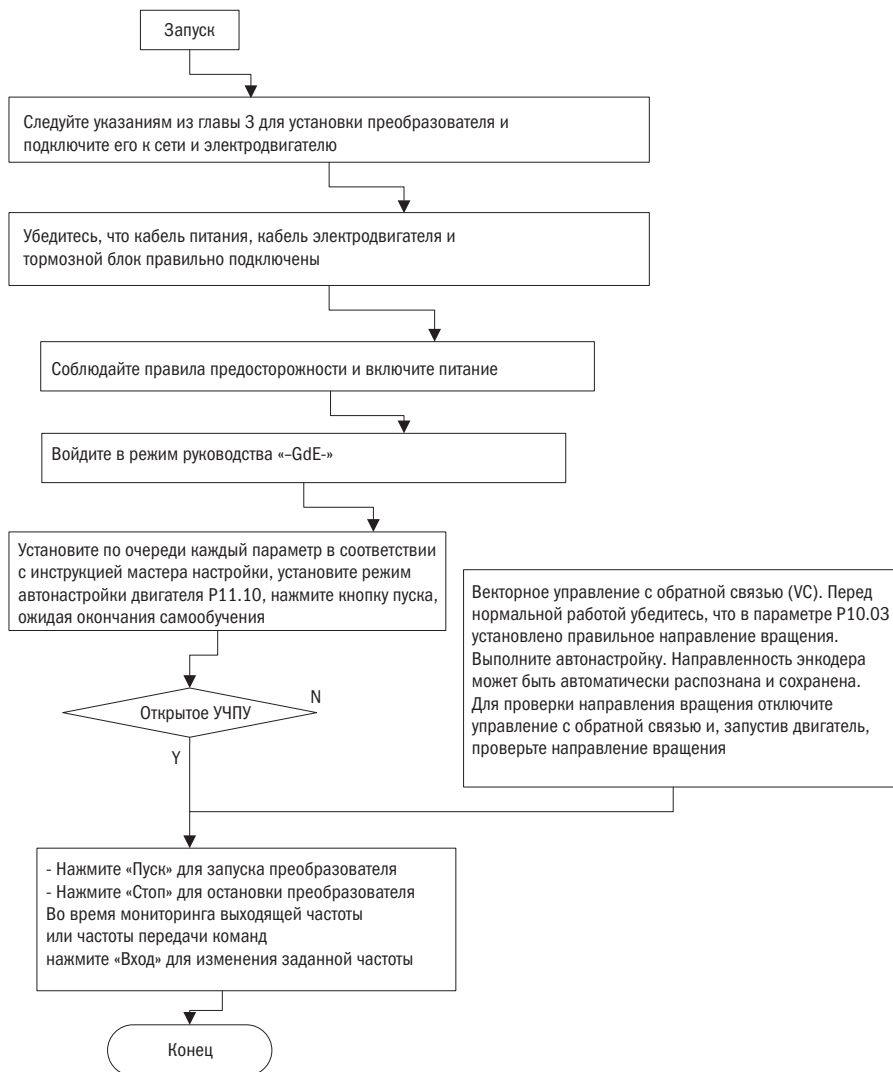 Запуск
Следуйте указаниям из главы 3 для установки преобразователя и
подключите его к сети и электродвигателю
Убедитесь, что кабель питания, кабель электродвигателя и
тормозной блок правильно подключены
Соблюдайте правила предосторожности и включите питание
Войдите в режим руководства «–GdE-»
Установите по очереди каждый параметр в соответствии
с инструкцией мастера настройки, установите режим
автонастройки двигателя P11.10, нажмите кнопку пуска,
ожидая окончания самообучения
Открытое УЧПУ
N
Y
Векторное управление с обратной связью (VC). Перед
нормальной работой убедитесь, что в параметре P10.03
установлено правильное направление вращения.
Выполните автонастройку. Направленность энкодера
может быть автоматически распознана и сохранена.
Для проверки направления вращения отключите
управление с обратной связью и, запустив двигатель,
проверьте направление вращения
- Нажмите «Пуск» для запуска преобразователя
- Нажмите «Стоп» для остановки преобразователя
Во время мониторинга выходящей частоты
или частоты передачи команд
нажмите «Вход» для изменения заданной частоты
Конец